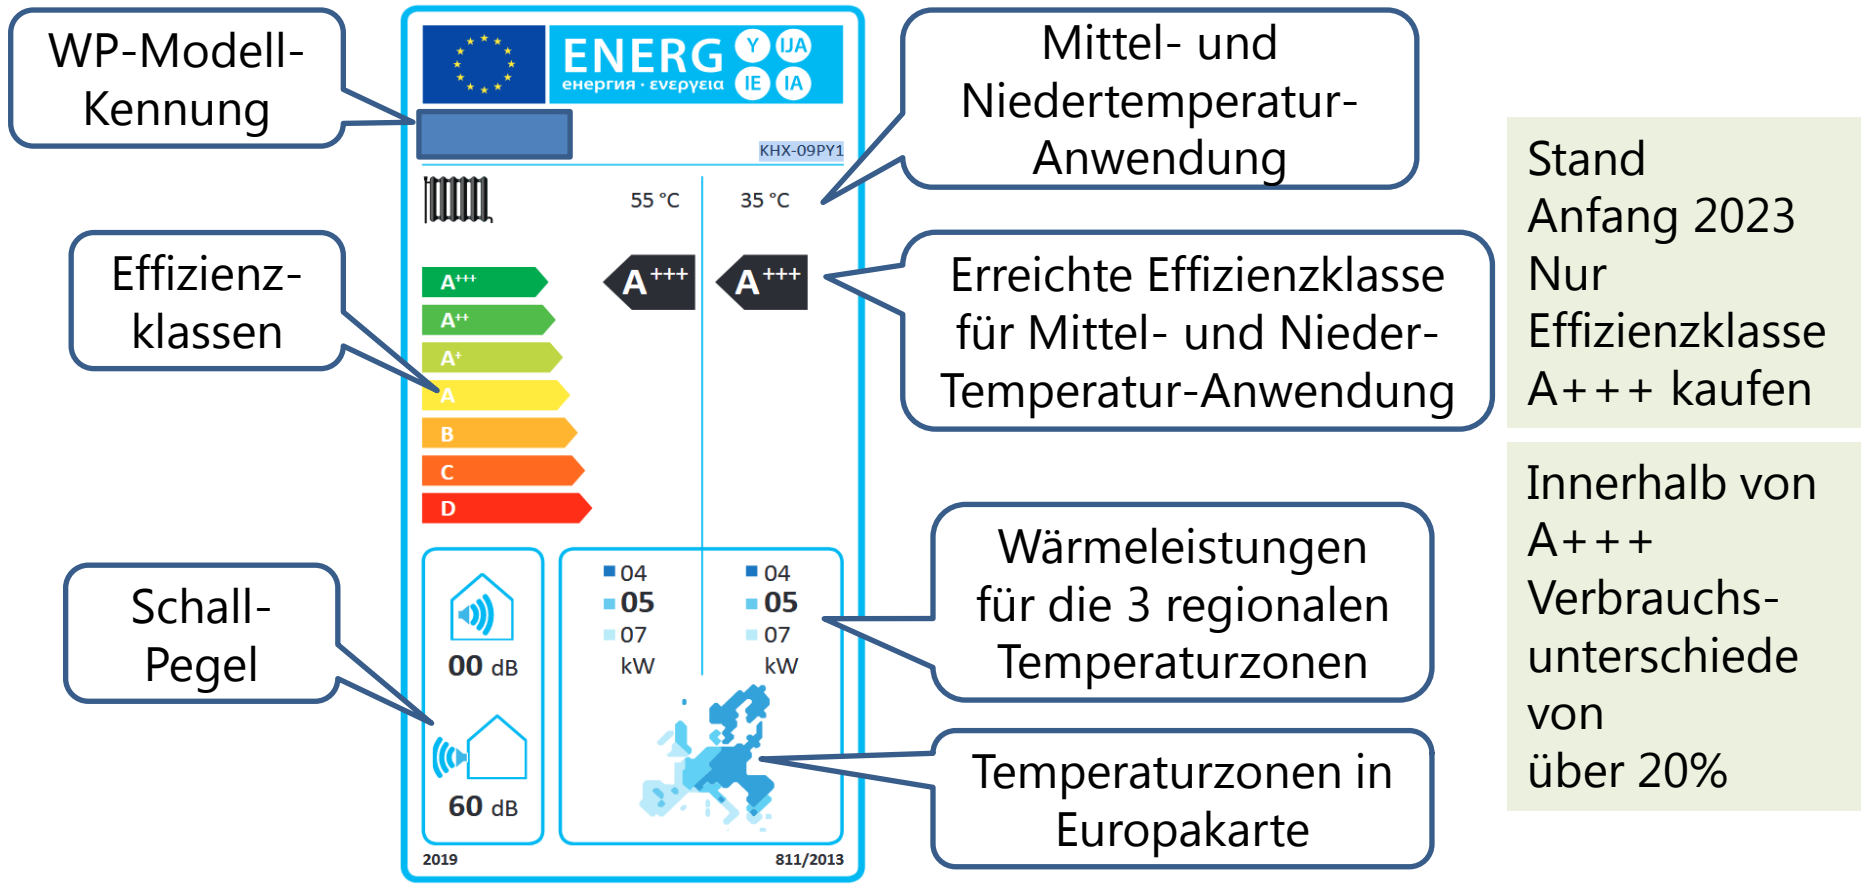 WP-Modell-
Kennung
ENERG
енергия · ενεργεια
Y
IJA
IE
IA
KHX-09PY1
Mittel- und
Niedertemperatur-
Anwendung
55 °C
35 °C
Effizienz-
klassen
A+++
A++
A+
A
B
C
D
A+++
A+++
Erreichte Effizienzklasse
für Mittel- und Nieder-
Temperatur-Anwendung
Stand
Anfang 2023
Nur
Effizienzklasse
A+++ kaufen
Innerhalb von
A+++
Verbrauchs-
unterschiede
von
über 20%
Schall-
Pegel
00 dB
60 dB
04
05
07
kW
04
05
07
kW
Wärmeleistungen
für die 3 regionalen
Temperaturzonen
Temperaturzonen in
Europakarte
2019
811/2013